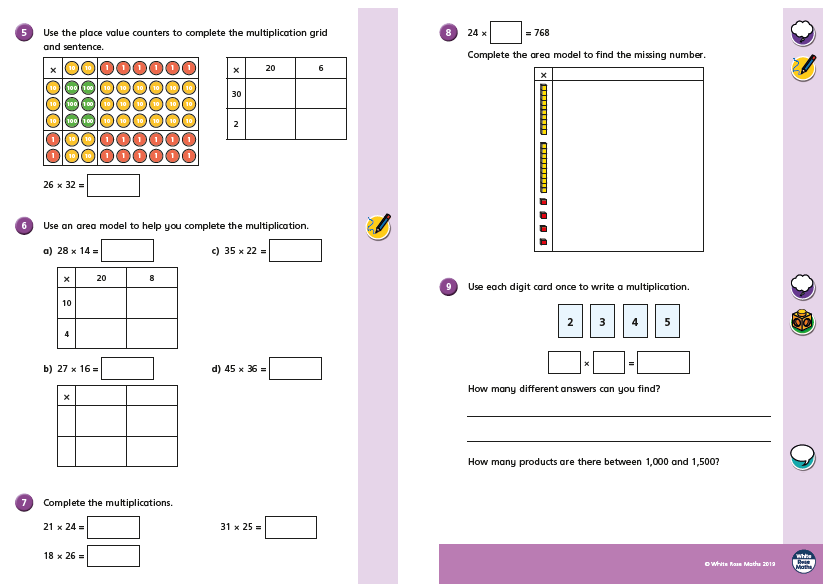 5 Use the place value counters to complete the multiplication grid
and sentence.
× 10 10 1 1 1 1 1 1
10 100 100 10 10 10 10 10 10
10 100 100 10 10 10 10 10 10
10 100 100 10 10 10 10 10 10
1 10 10 1 1 1 1 1 1
1 10 10 1 1 1 1 1 1
× 20 6
30
2
26 × 32 =
6 Use an area model to help you complete the multiplication.
a) 28 × 14 =
c) 35 × 22 =
× 20 8
10
4
b) 27 × 16 =
d) 45 × 36 =
×
7 Complete the multiplications.
21 × 24 =
31 × 25 =
18 × 26 =
8 24 × = 768
Complete the area model to find the missing number.
×
9 Use each digit card once to write a multiplication.
2 3 4 5
× =
How many different answers can you find?
How many products are there between 1,000 and 1,500?
© White Rose Maths 2019
White
Rose
Maths